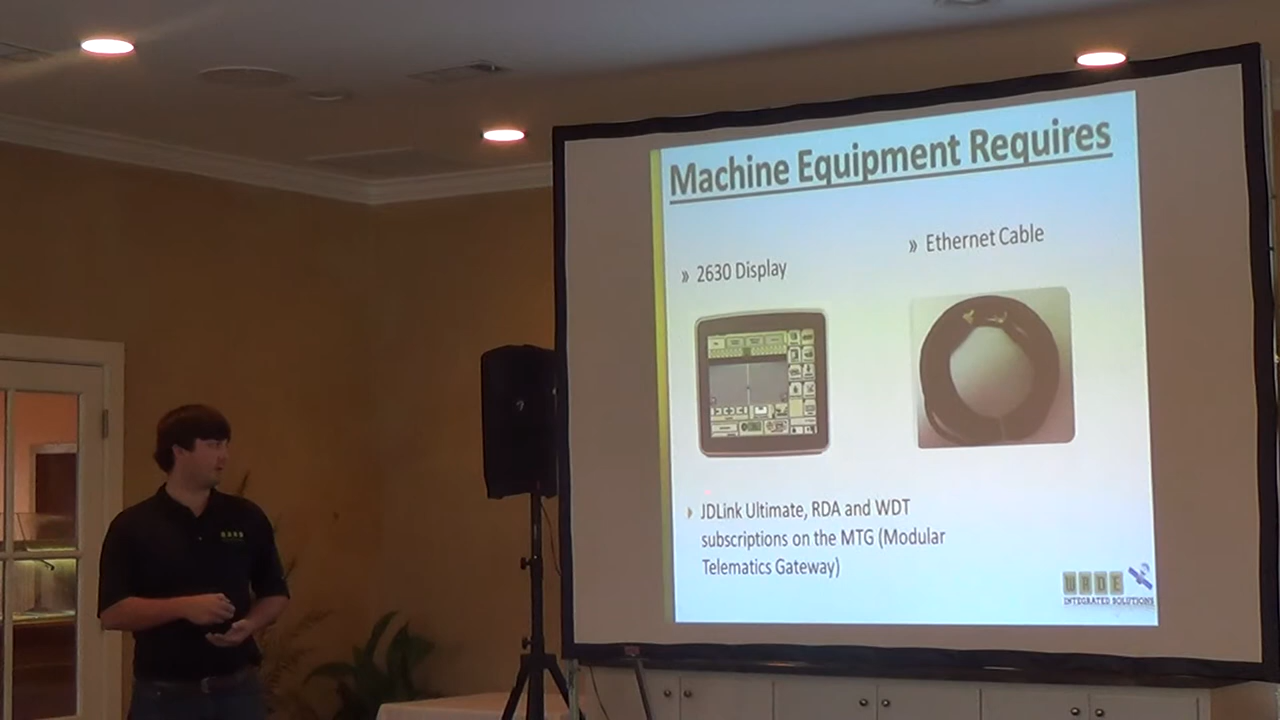 Machine Equipment Requires
» Ethernet Cable
» 2630 Display
JDLink Ultimate, RDA and WDT
subscriptions on the MTG (Modular
Telematics Gateway)
WADE
INTEGRATED SOLUTIONS